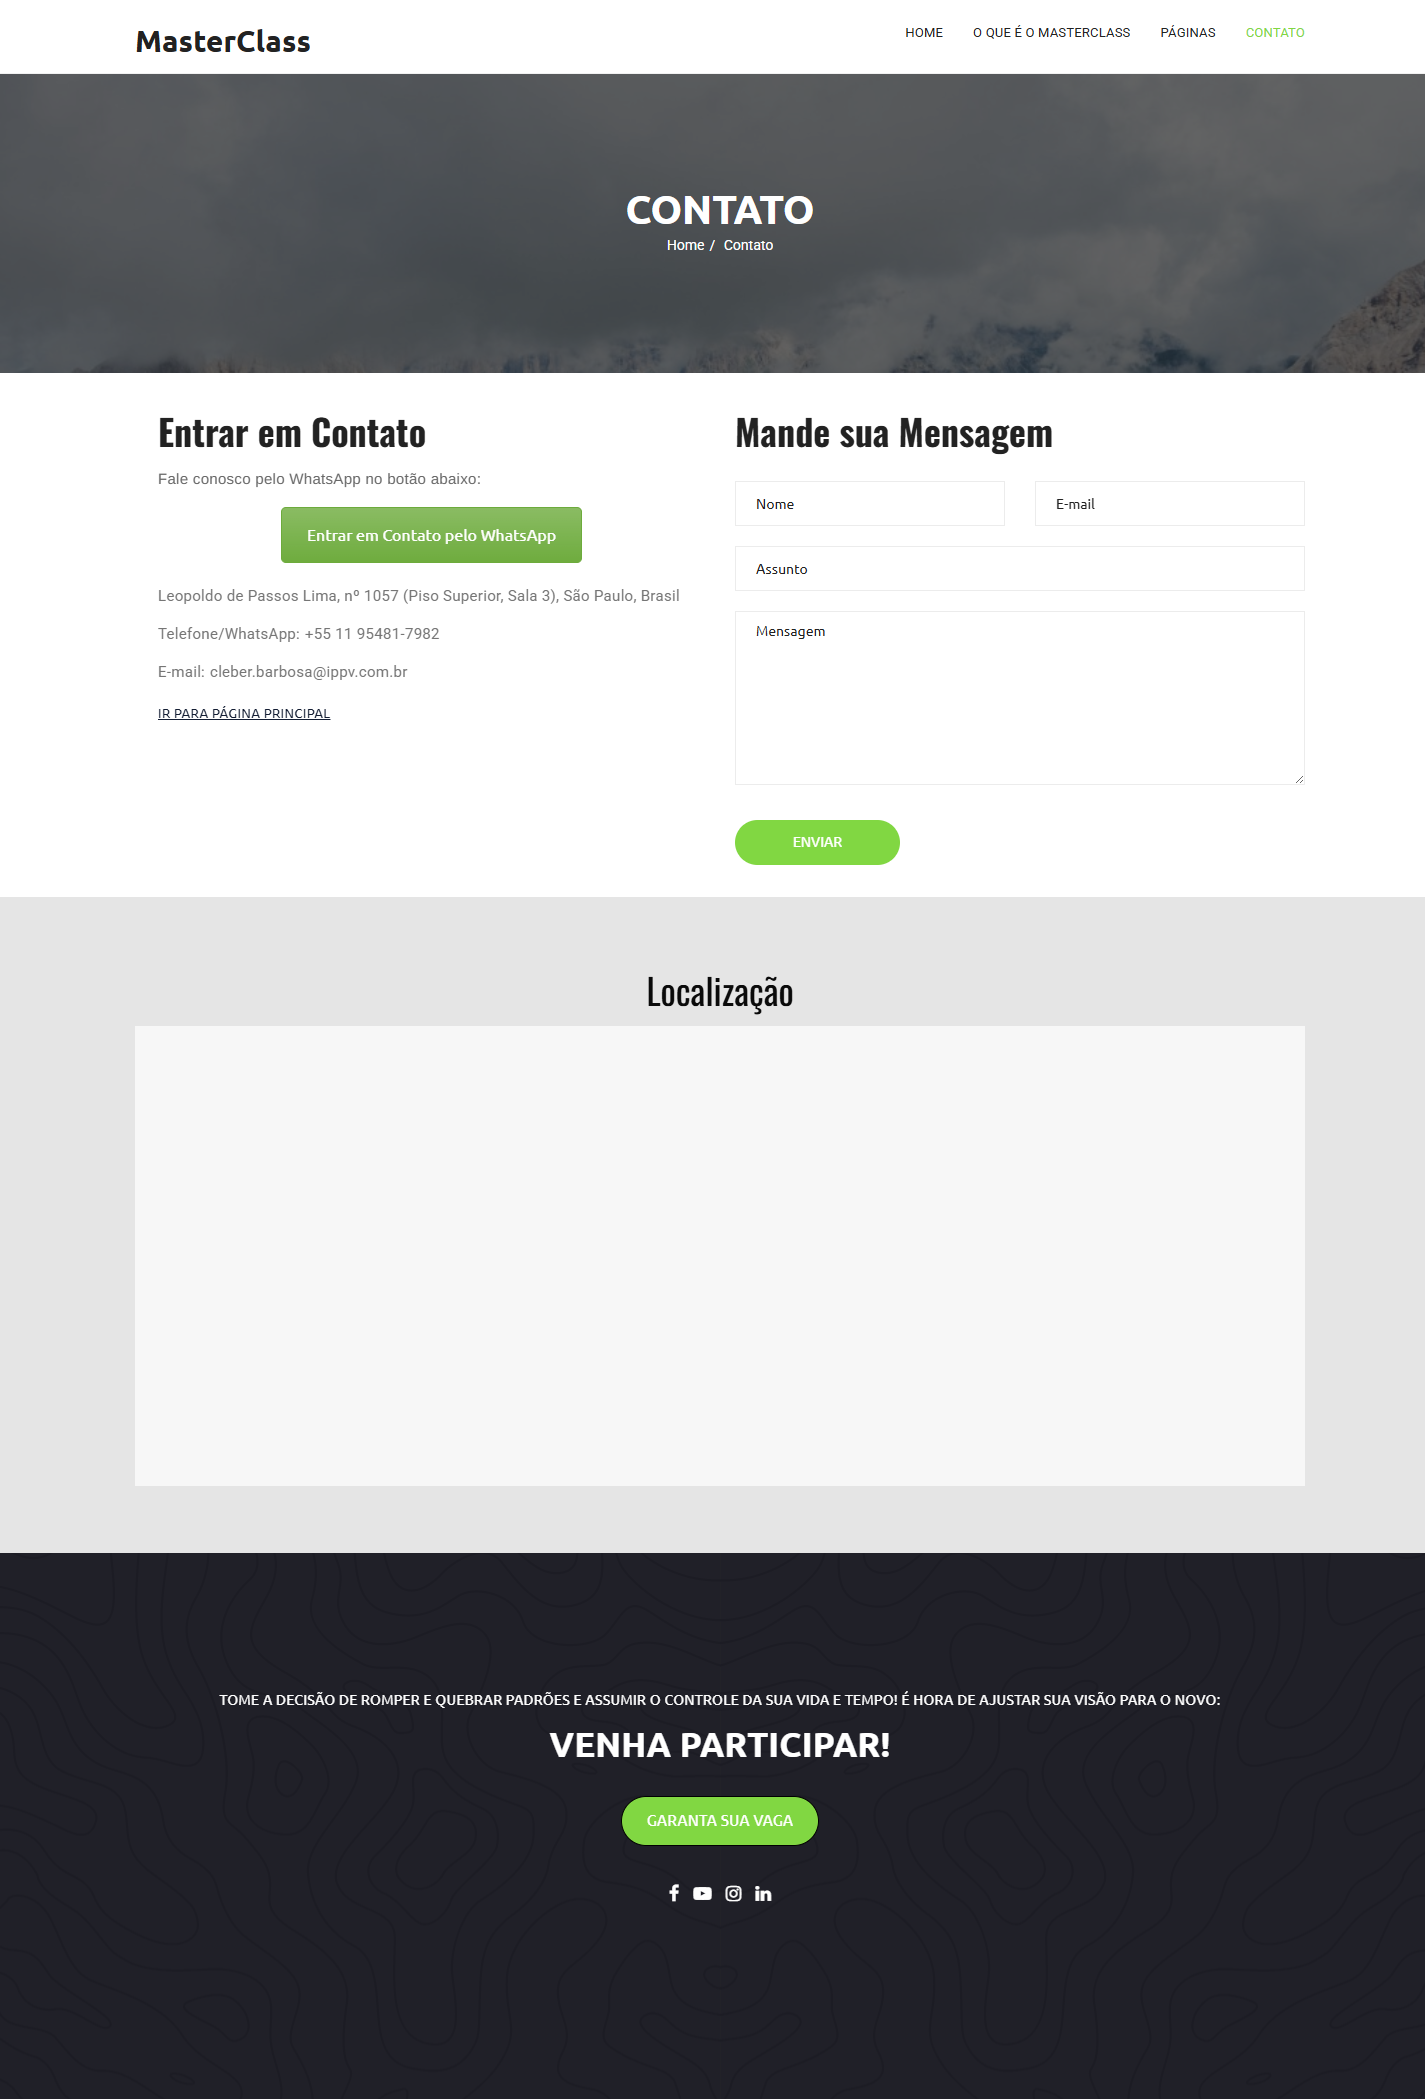 MasterClass
HOME
O QUE É O MASTERCLASS
PÁGINAS
CONTATO
CONTATO
Home / Contato
Entrar em Contato
Fale conosco pelo WhatsApp no botão abaixo:
Entrar em Contato pelo WhatsApp
Leopoldo de Passos Lima, nº 1057 (Piso Superior, Sala 3), São Paulo, Brasil
Telefone/WhatsApp: +55 11 95481-7982
E-mail: cleber.barbosa@ippv.com.br
IR PARA PÁGINA PRINCIPAL
Mande sua Mensagem
Nome
E-mail
Assunto
Mensagem
ENVIAR
Localização
TOME A DECISÃO DE ROMPER E QUEBRAR PADRÕES E ASSUMIR O CONTROLE DA SUA VIDA E TEMPO! É HORA DE AJUSTAR SUA VISÃO PARA O NOVO:
VENHA PARTICIPAR!
GARANTA SUA VAGA